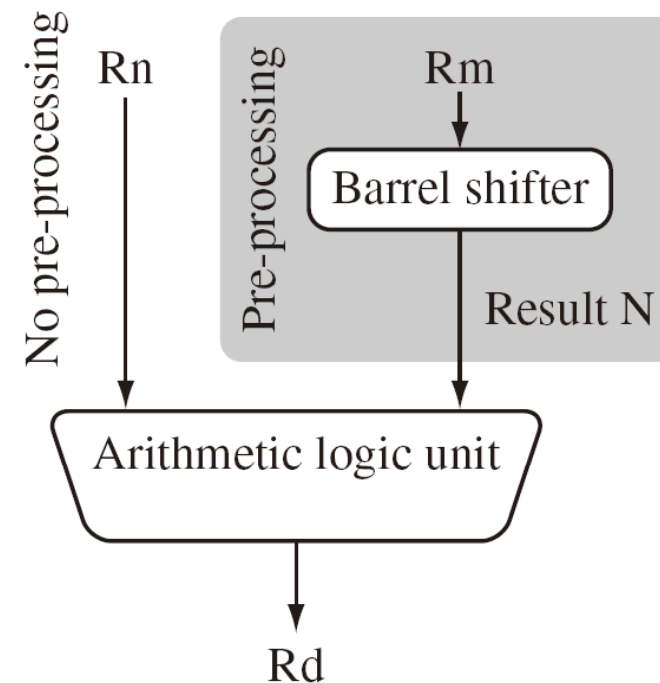 No pre-processing
Rn
Pre-processing
Rm
Barrel shifter
Result N
Arithmetic logic unit
Rd